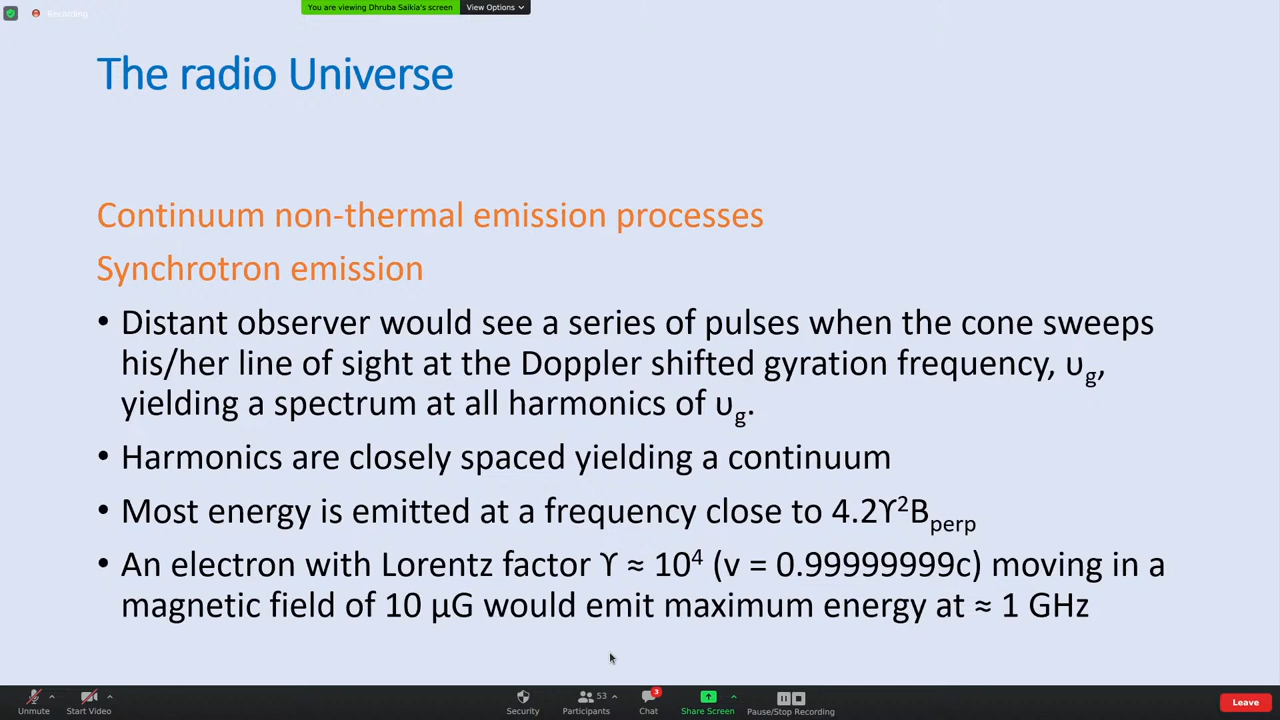 Recording
You are viewing Dhruba Saikia's screen View Options
The radio Universe
Continuum non-thermal emission processes
Synchrotron emission
• Distant observer would see a series of pulses when the cone sweeps
his/her line of sight at the Doppler shifted gyration frequency, υg,
yielding a spectrum at all harmonics of υg.
• Harmonics are closely spaced yielding a continuum
• Most energy is emitted at a frequency close to 4.2ϒ²Bperp
• An electron with Lorentz factor ϒ ≈ 10⁴ (v = 0.99999999c) moving in a
magnetic field of 10 μG would emit maximum energy at ≈ 1 GHz
53 3
Unmute Start Video Security Participants Chat Share Screen Pause/Stop Recording Leave